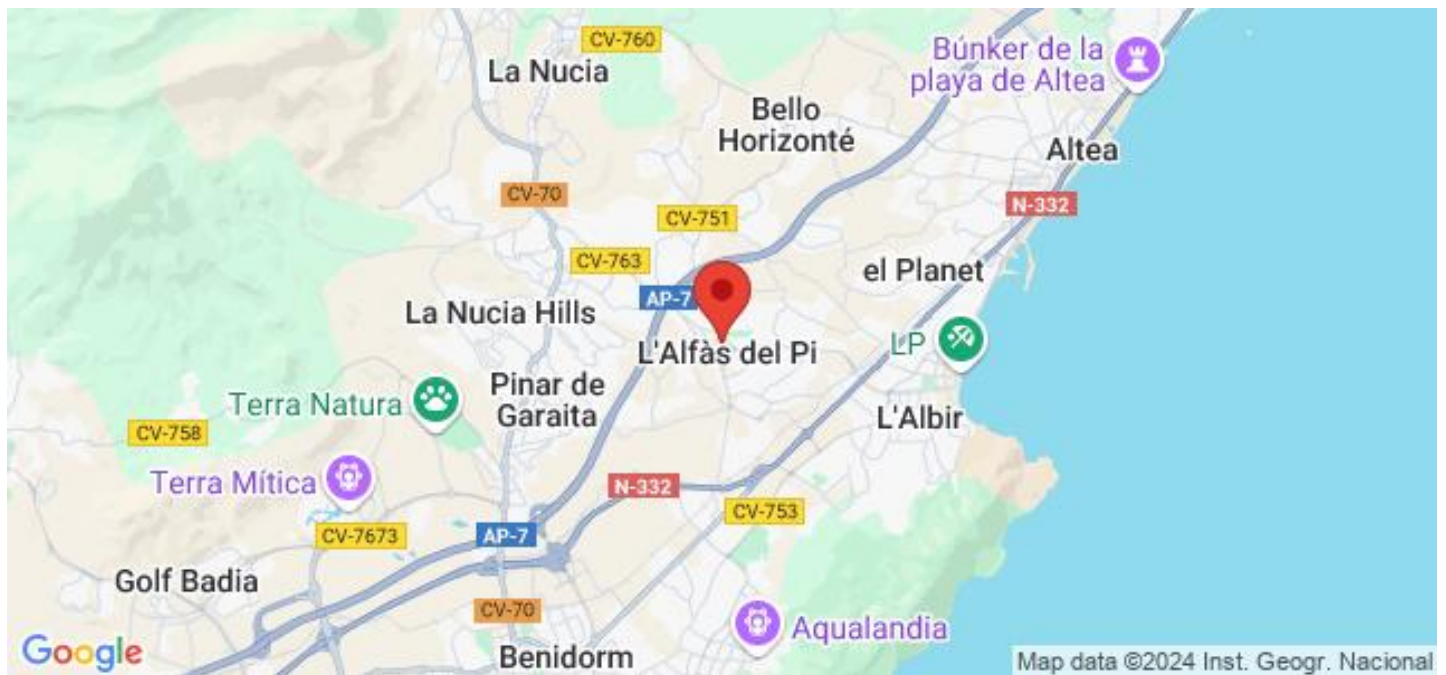 CV-760
La Nucia
Búnker de la
playa de Altea
Bello
Horizonté
Altea
CV-70
N-332
CV-751
CV-763
el Planet
AP-7
La Nucia Hills
L'Alfàs del Pi
LP
Pinar de
Garaita
Terra Natura
L'Albir
CV-758
Terra Mítica
N-332
CV-753
CV-7673
AP-7
Golf Badia
CV-70
Aqualandia
Google
Benidorm
Map data ©2024 Inst. Geogr. Nacional